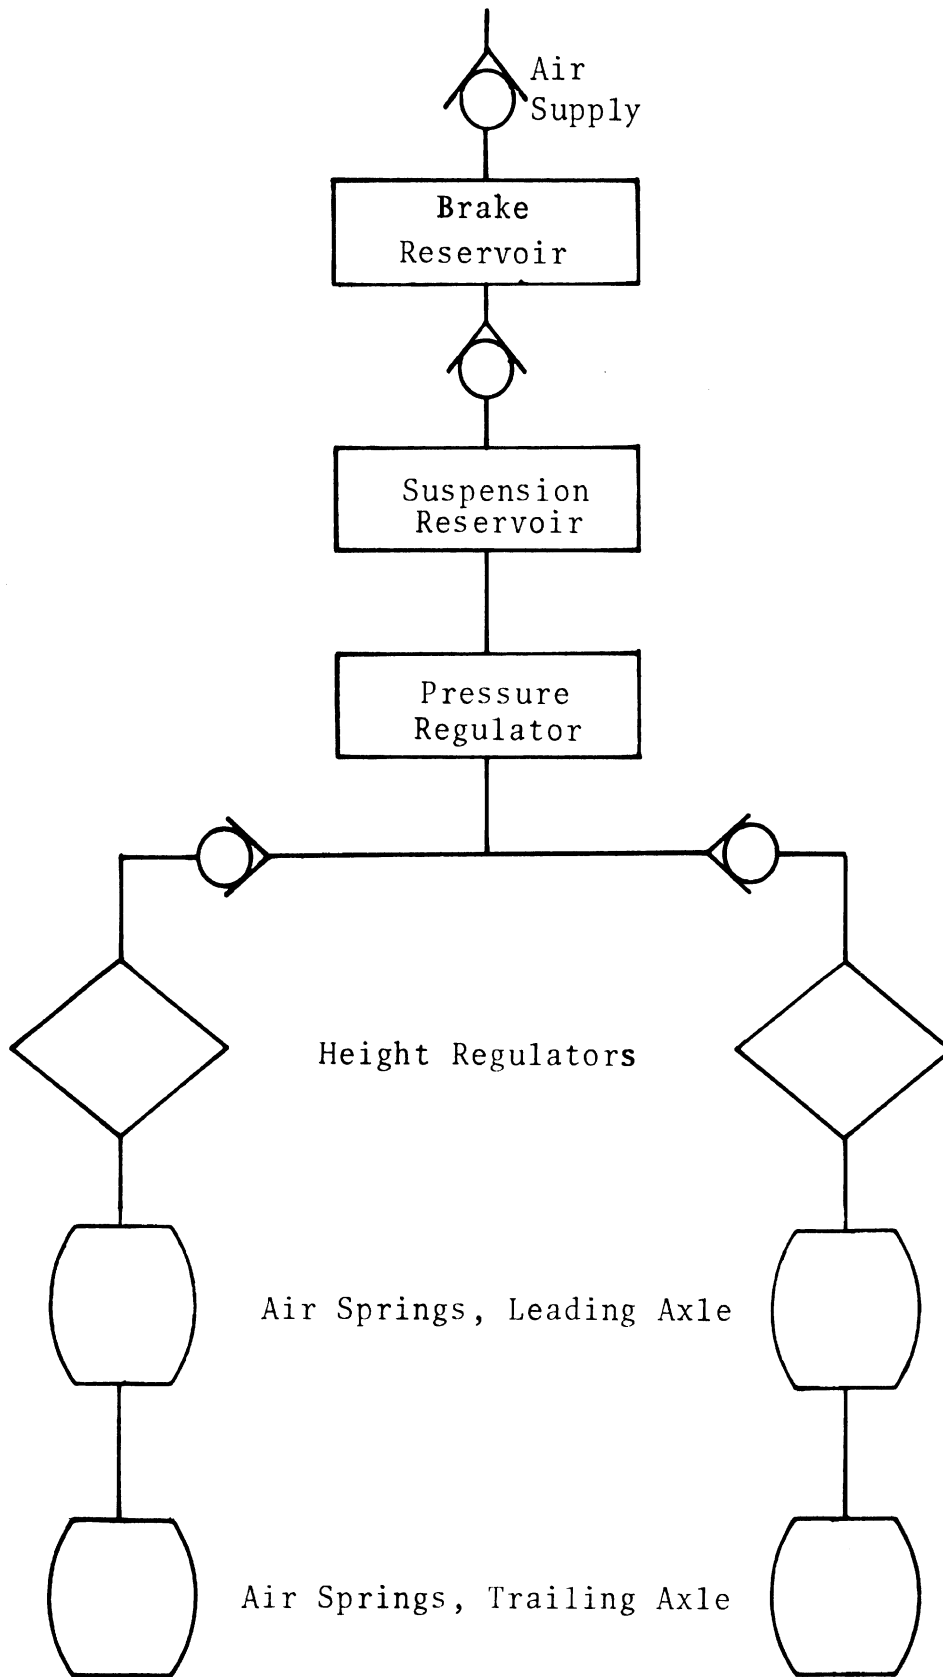 Air
Supply
Brake
Reservoir
Suspension
Reservoir
Pressure
Regulator
Height Regulators
Air Springs, Leading Axle
Air Springs, Trailing Axle